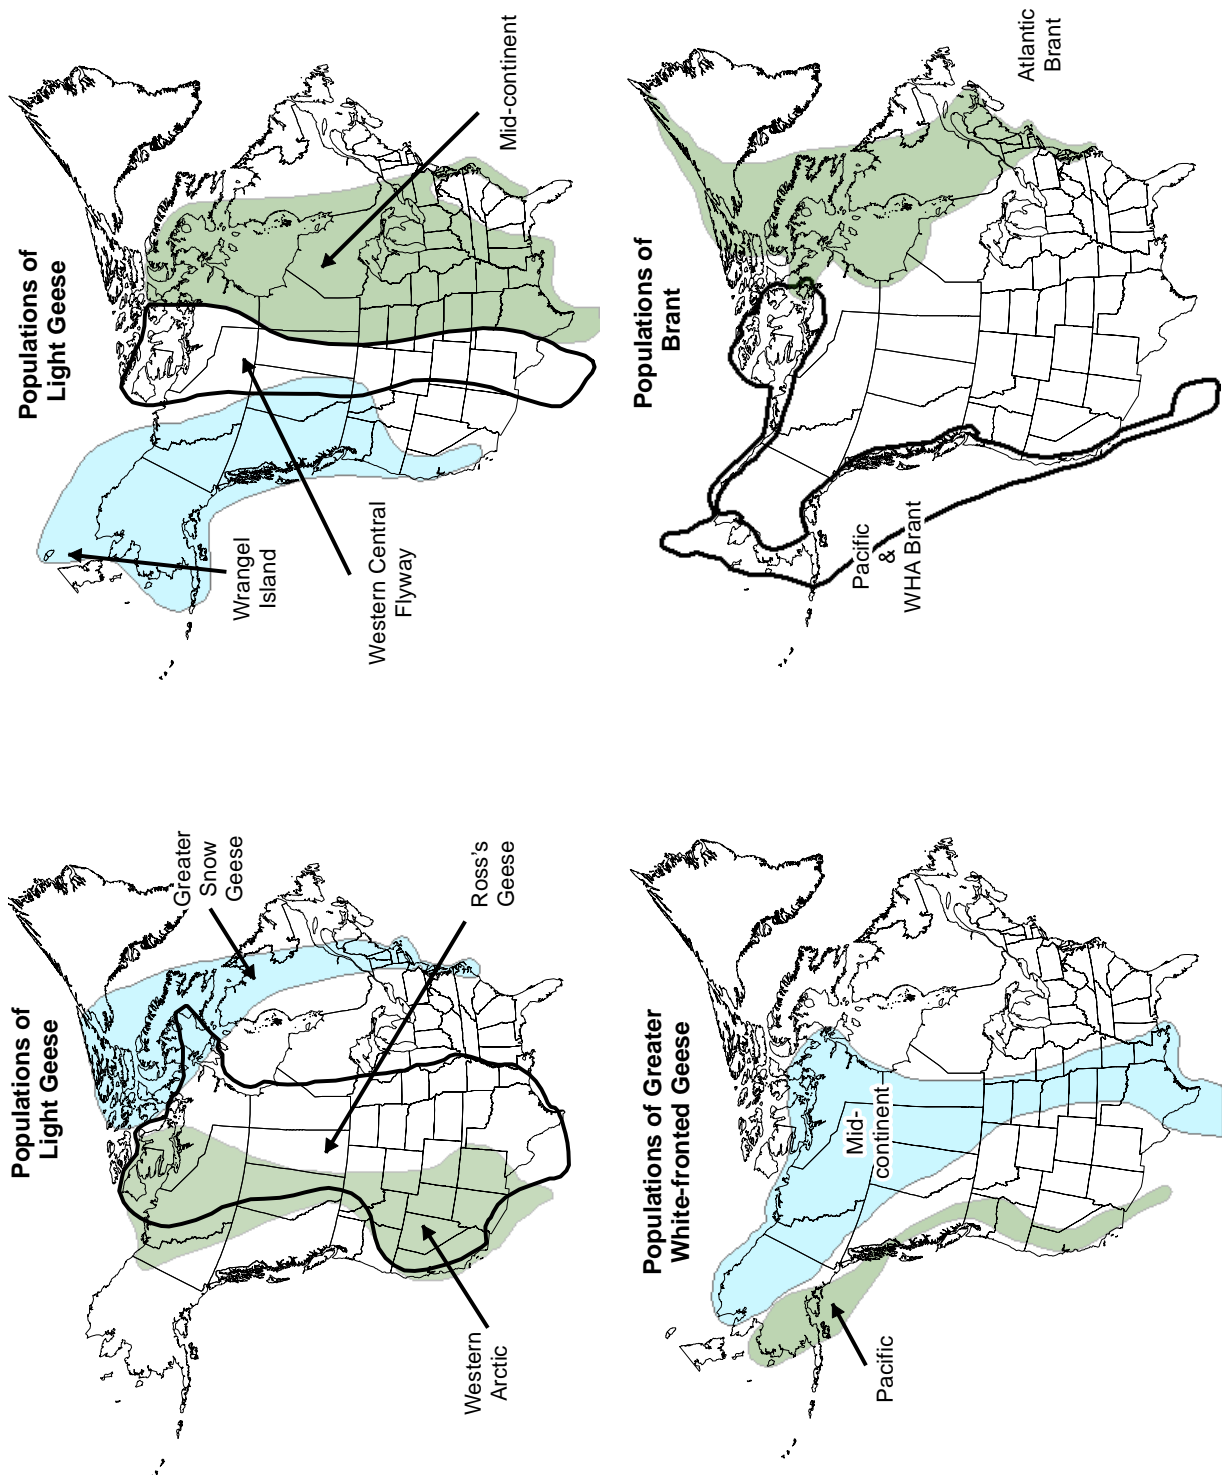 Populations of
Light Geese
Greater
Snow
Geese
Ross's
Geese
Western
Arctic
Populations of
Light Geese
Mid-continent
Wrangel
Island
Western Central
Flyway
Populations of Greater
White-fronted Geese
Mid-
continent
Pacific
Populations of
Brant
Atlantic
Brant
Pacific
&
WHA Brant